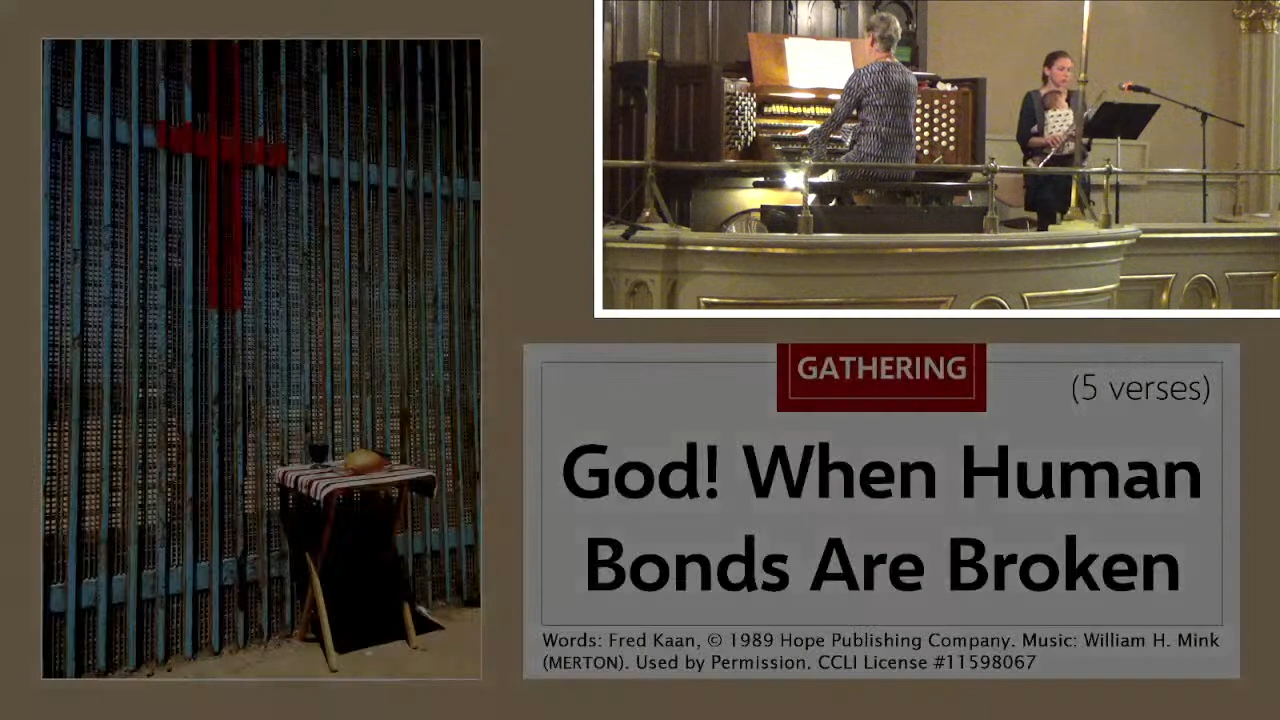 GATHERING
(5 verses)
God! When Human
Bonds Are Broken
Words: Fred Kaan, © 1989 Hope Publishing Company. Music: William H. Mink
(MERTON). Used by Permission. CCLI License #11598067